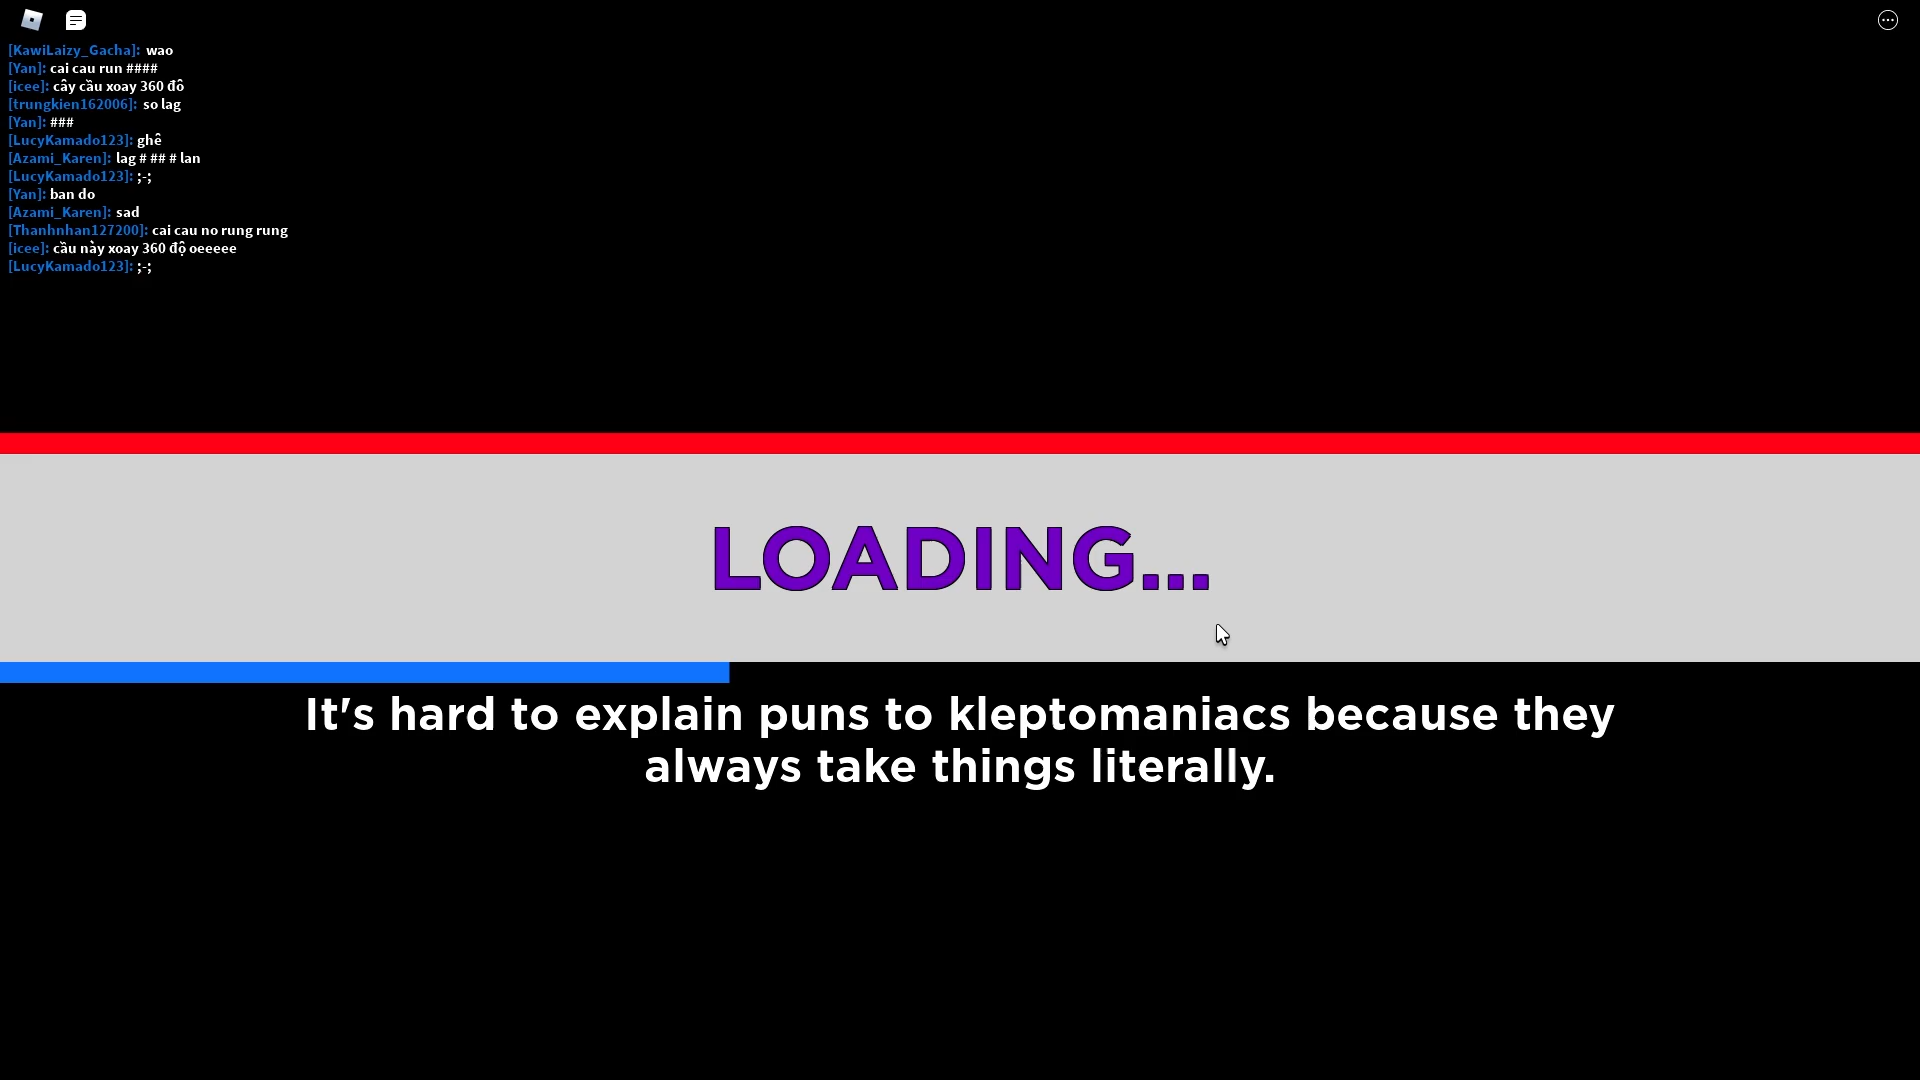 [KawiLaizy_Gacha]: wao
[Yan]: cai cau run ####
[icee]: cây cầu xoay 360 đô
[trungkien162006]: so lag
[Yan]: ###
[LucyKamado123]: ghê
[Azami_Karen]: lag # ## # lan
[LucyKamado123]: ;-;
[Yan]: ban do
[Azami_Karen]: sad
[Thanhnhan127200]: cai cau no rung rung
[icee]: cầu này xoay 360 độ oeeeee
[LucyKamado123]: ;-;
LOADING...
It's hard to explain puns to kleptomaniacs because they
always take things literally.